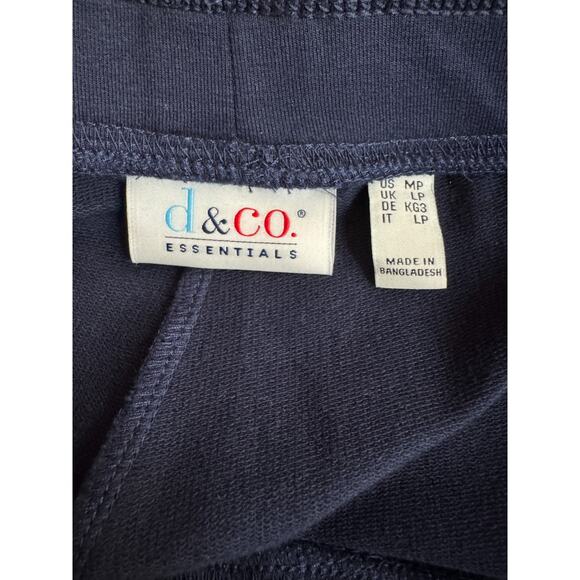 d&co.®
ESSENTIALS
US MP
UK LP
DE KG3
IT LP
MADE IN
BANGLADESH